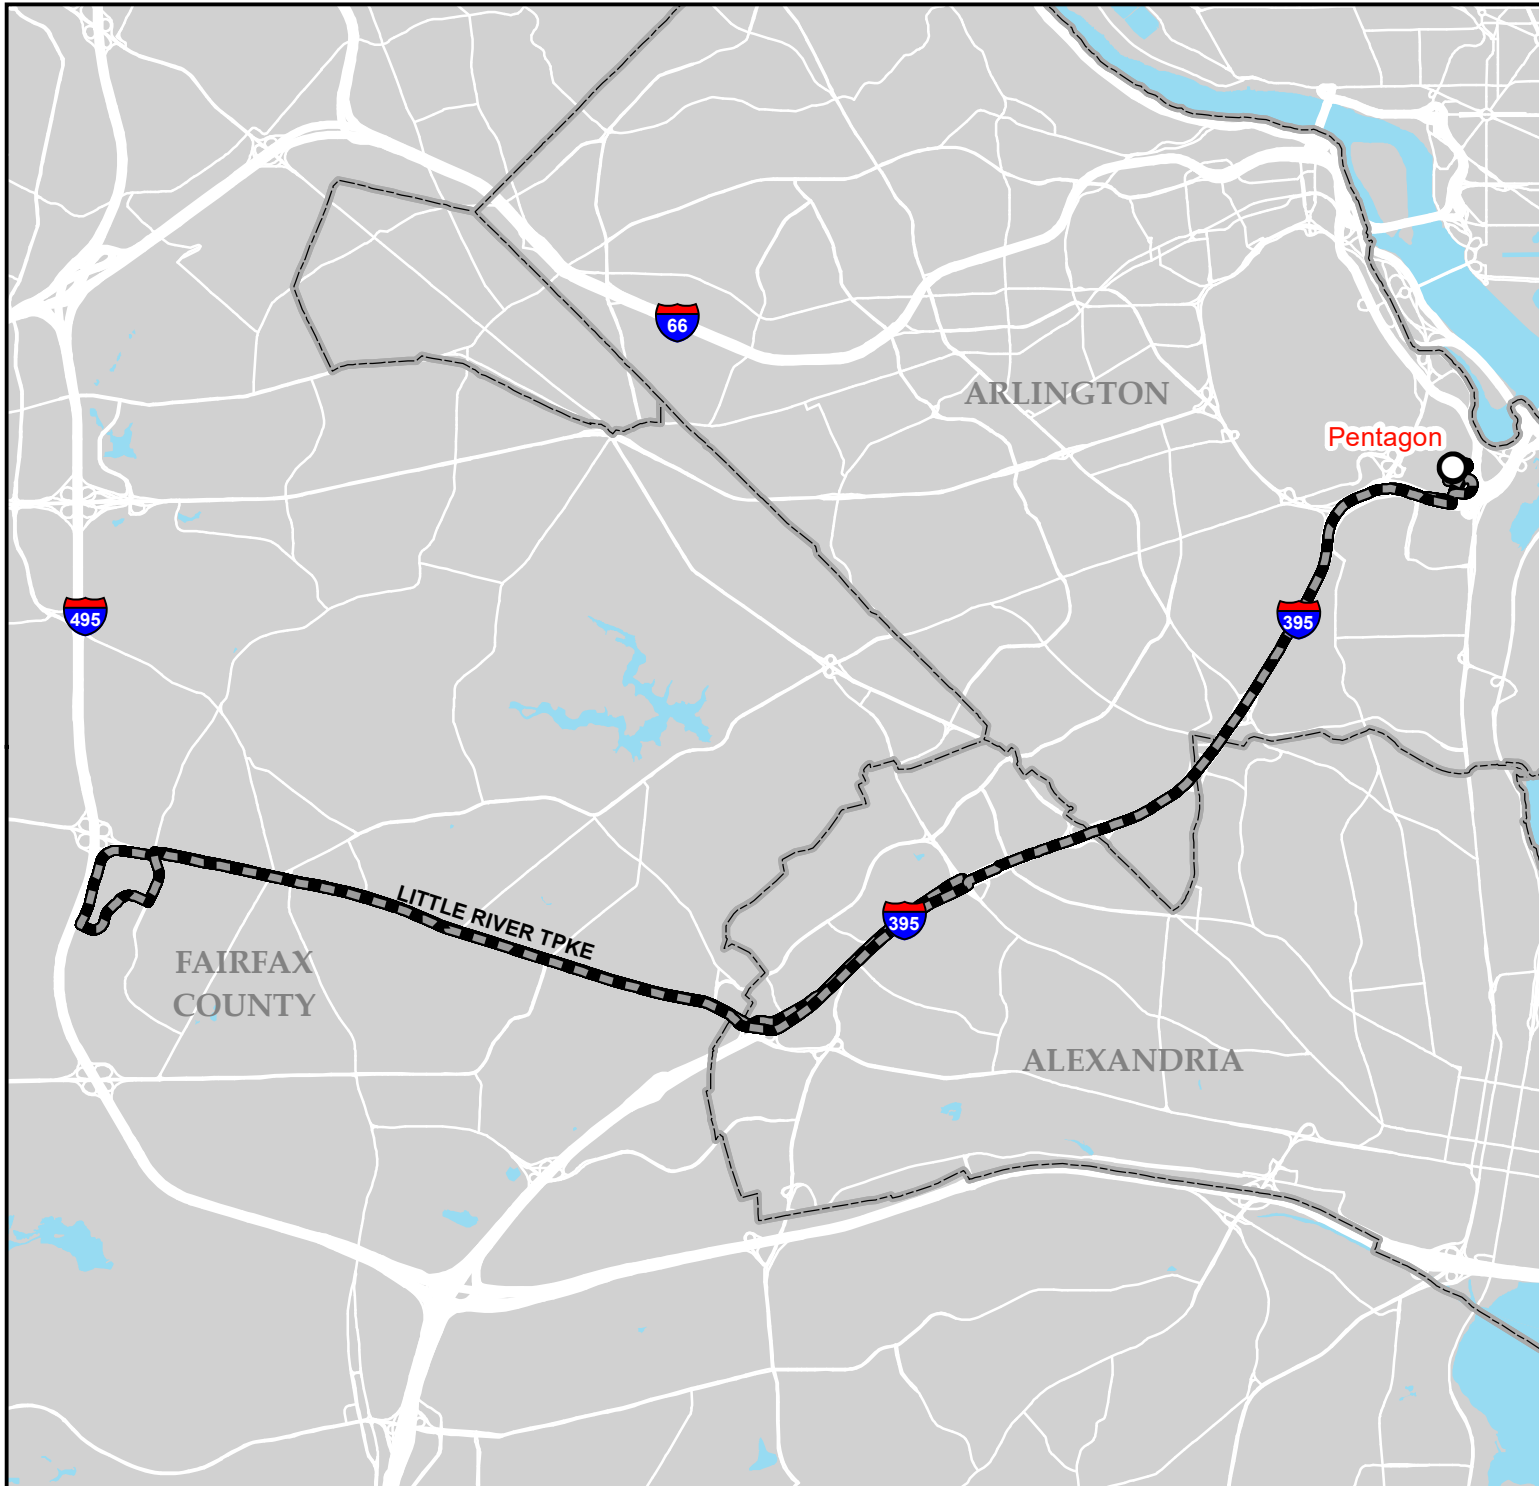 66
ARLINGTON
Pentagon
495
395
LITTLE RIVER TPKE
395
FAIRFAX
COUNTY
ALEXANDRIA